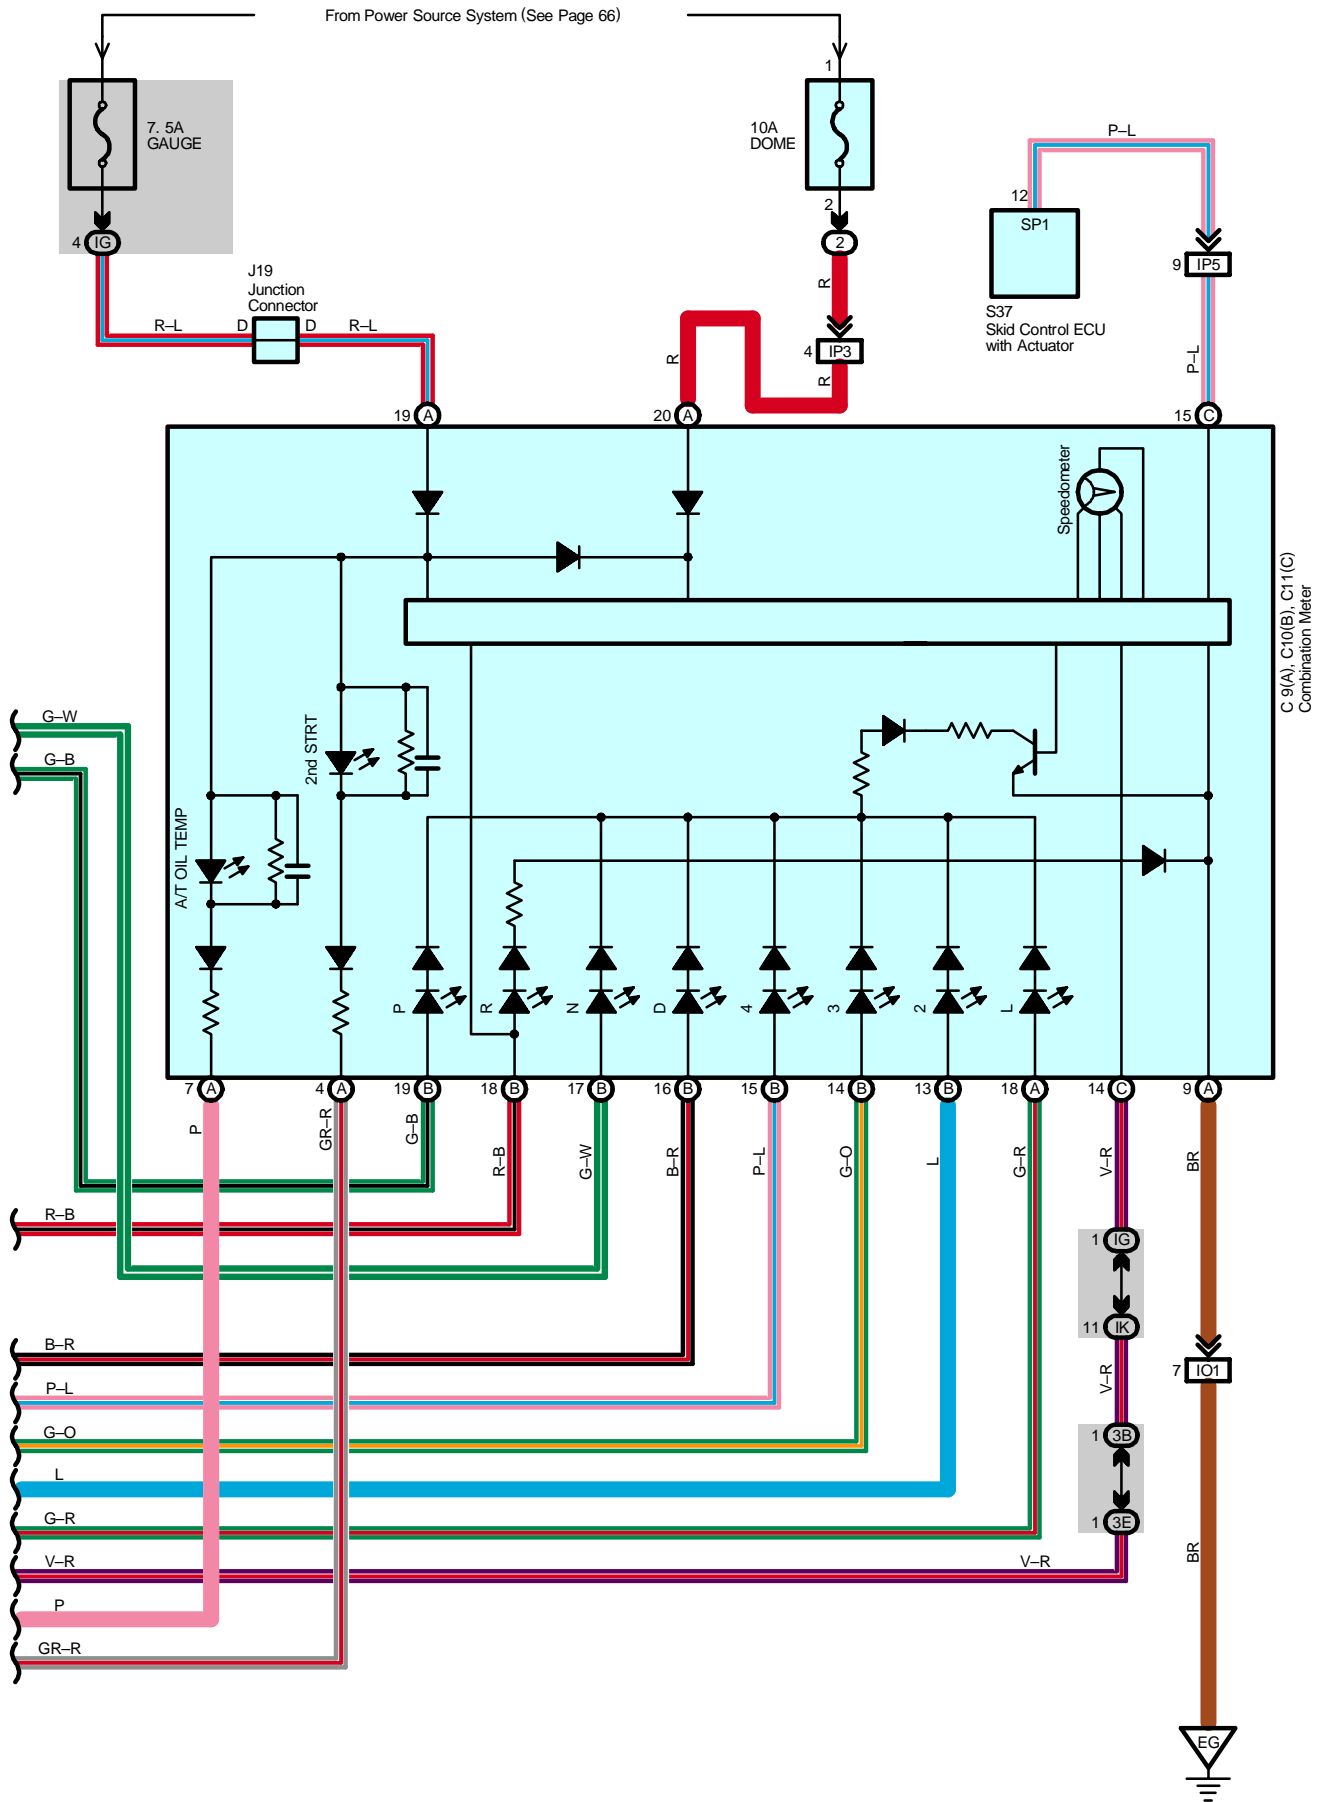 From Power Source System (See Page 66)
7. 5A
GAUGE
4 IG
1
10A
DOME
2
2
R
4 IP3
R
R
P–L
12
SP1
S37
Skid Control ECU
with Actuator
9 IP5
P–L
J19
Junction
Connector
R–L D D R–L
19 A
20 A
15 C
Speedometer
C 9(A), C10(B), C11(C)
Combination Meter
G–W
G–B
2nd STRT
A/T OIL TEMP
P R N D 4 3 2 L
7 A
4 A
19 B
18 B
17 B
16 B
15 B
14 B
13 B
18 A
14 C
9 A
P
GR–R
G–B
R–B
G–W
B–R
P–L
G–O
L
G–R
V–R
BR
R–B
1 IG
11 IK
V–R
7 IO1
1 3B
1 3E
BR
B–R
P–L
G–O
L
G–R
V–R V–R
P
GR–R
EG